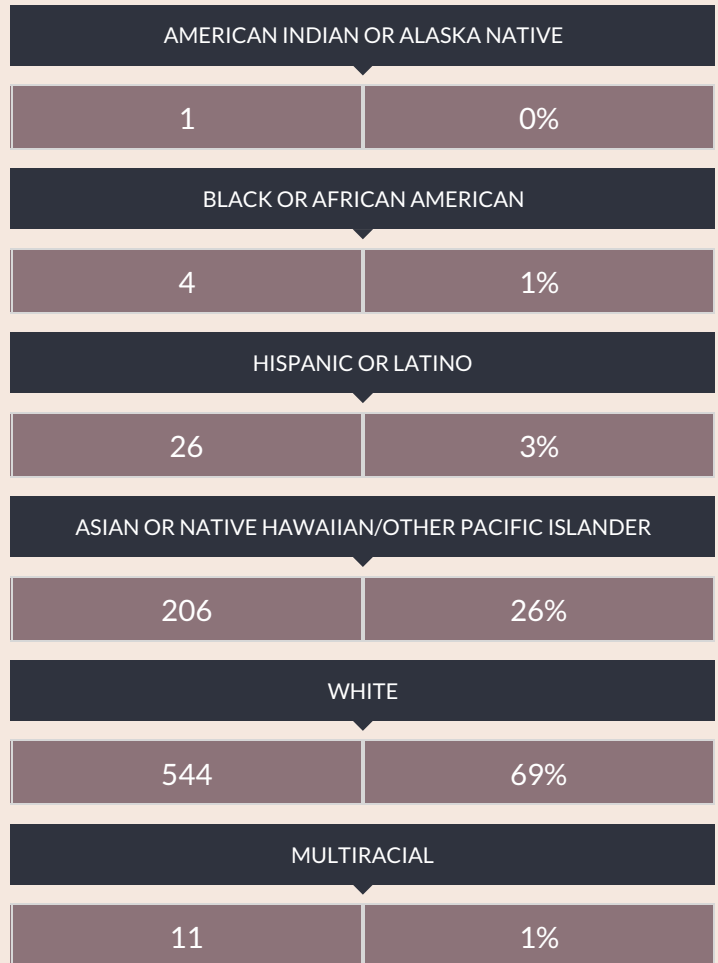 AMERICAN INDIAN OR ALASKA NATIVE
1 0%
BLACK OR AFRICAN AMERICAN
4 1%
HISPANIC OR LATINO
26 3%
ASIAN OR NATIVE HAWAIIAN/OTHER PACIFIC ISLANDER
206 26%
WHITE
544 69%
MULTIRACIAL
11 1%